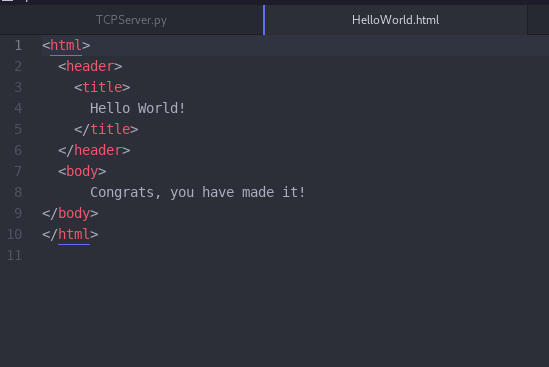 TCPServer.py HelloWorld.html
1 <html>
2   <header>
3     <title>
4       Hello World!
5     </title>
6   </header>
7   <body>
8       Congrats, you have made it!
9 </body>
10 </html>
11